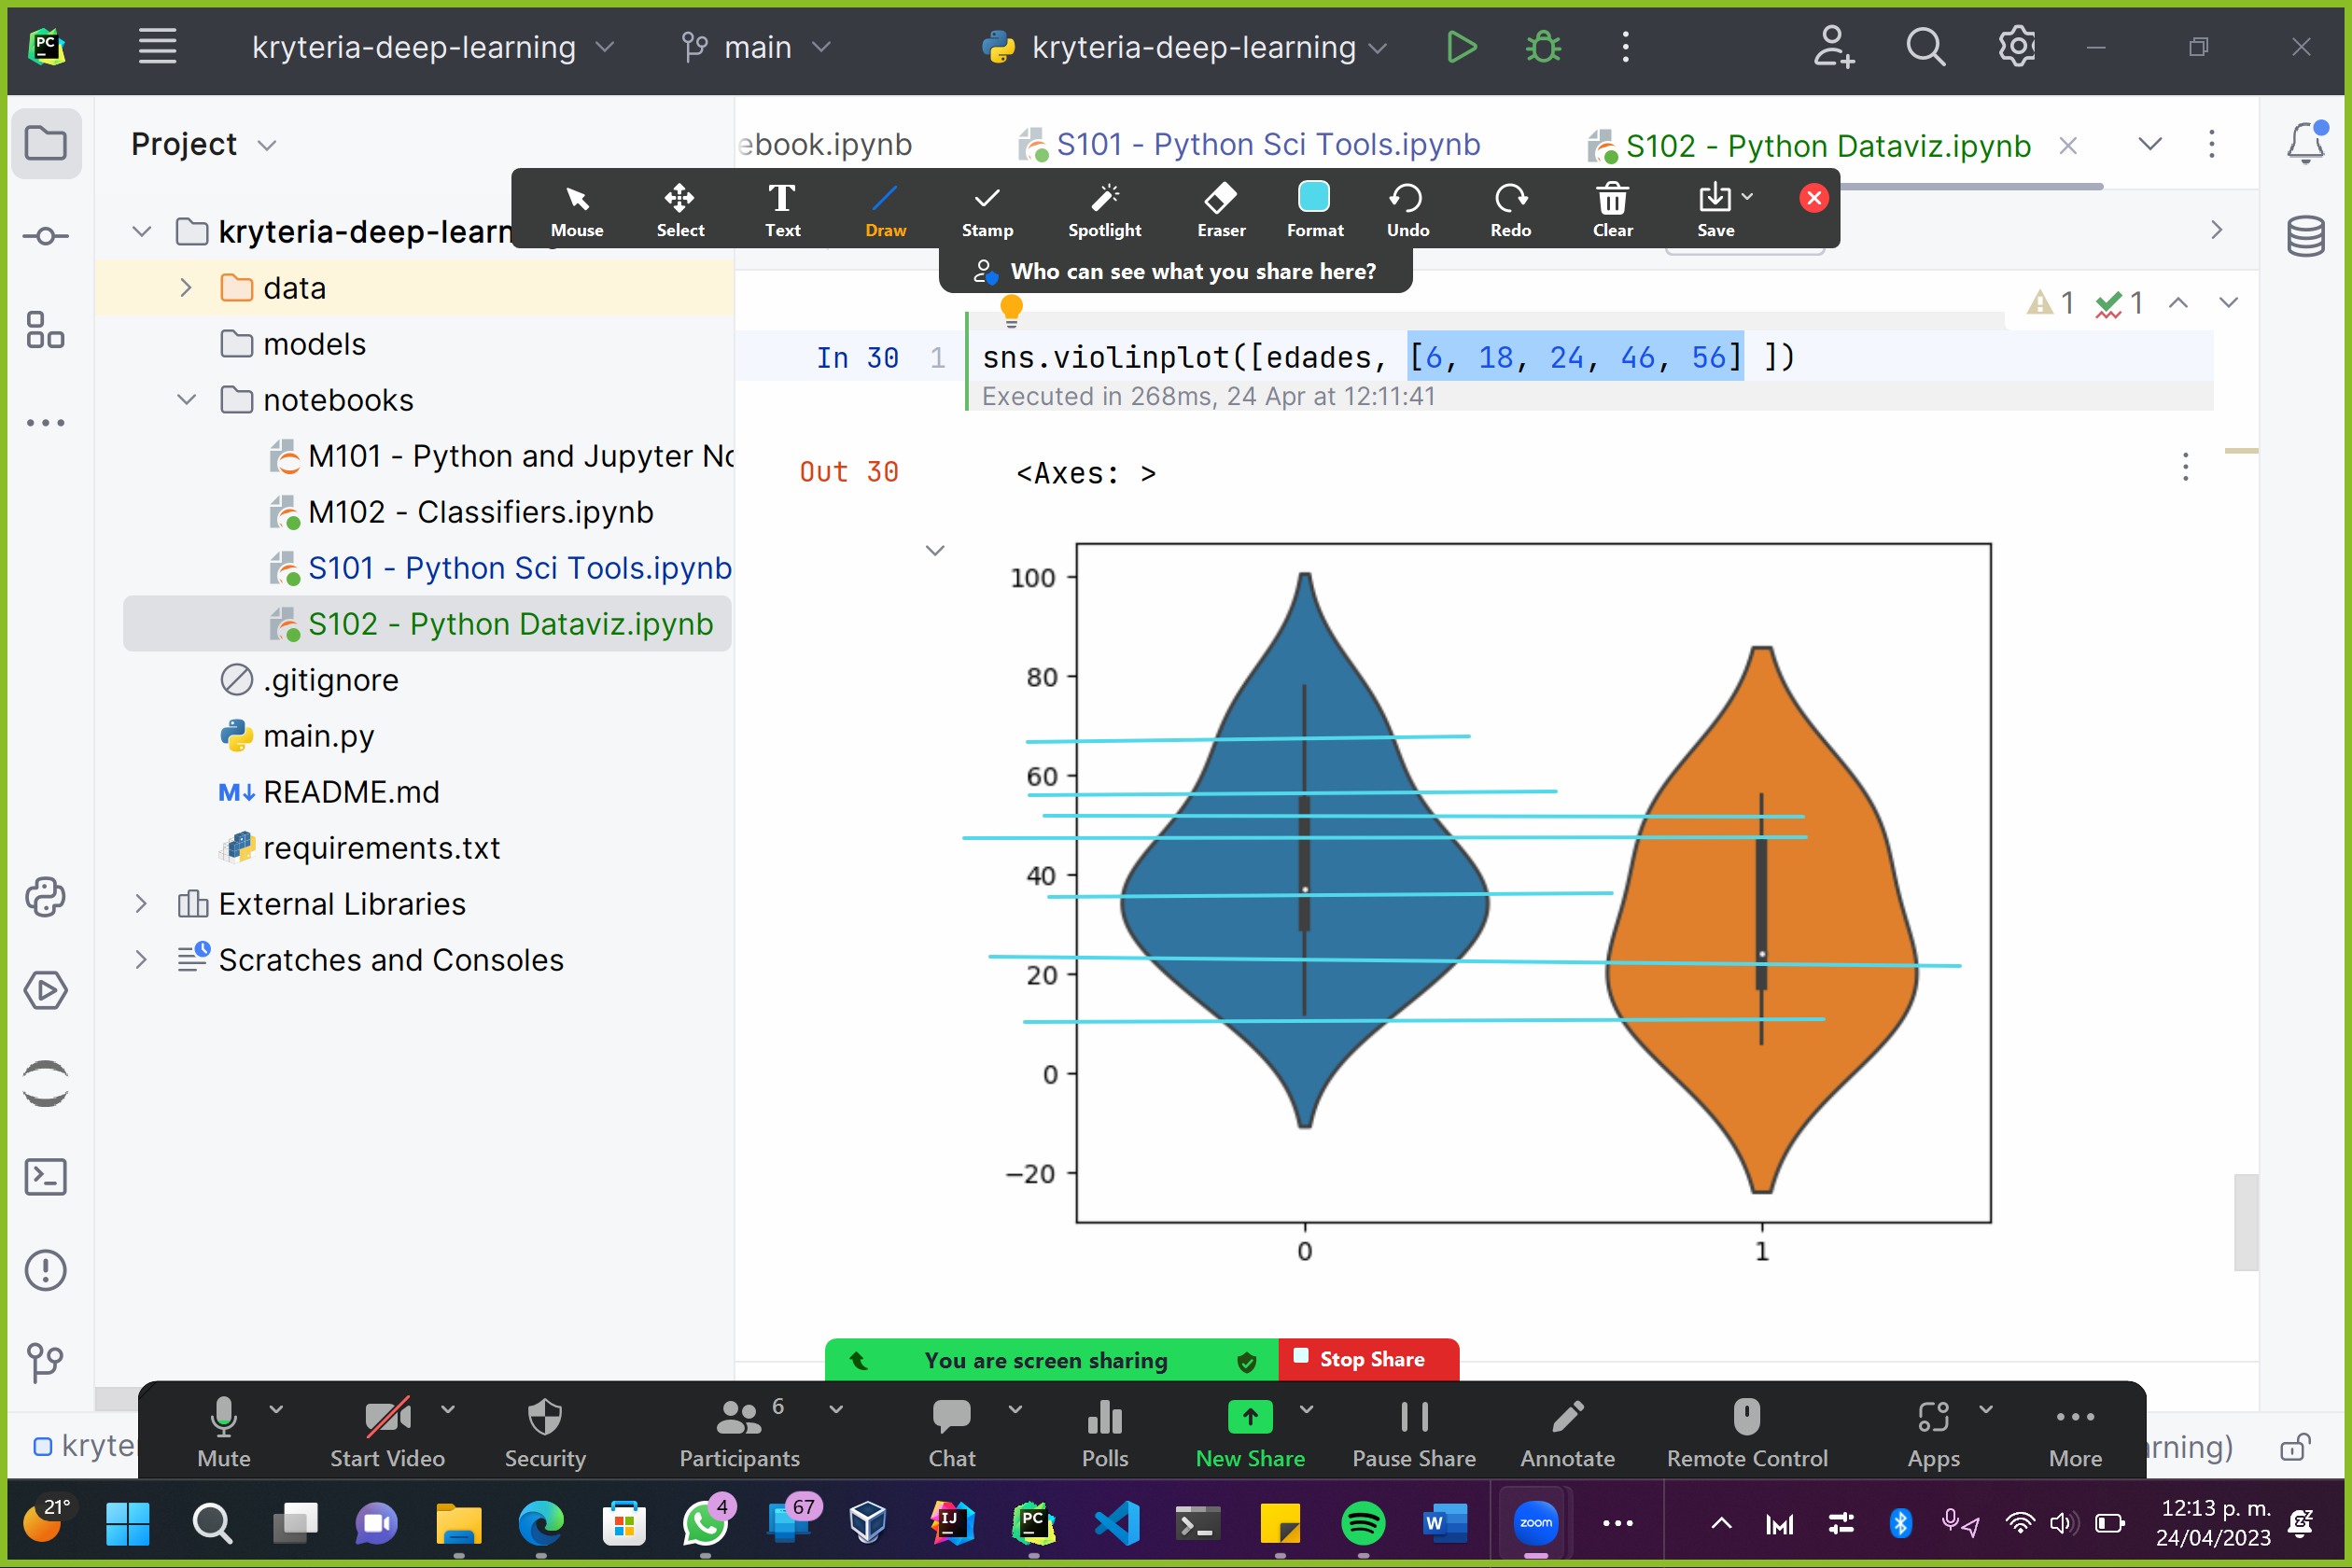 PC
kryteria-deep-learning
main
kryteria-deep-learning
Project
ebook.ipynb
S101 - Python Sci Tools.ipynb
S102 - Python Dataviz.ipynb
Mouse
Select
Text
Draw
Stamp
Spotlight
Eraser
Format
Undo
Redo
Clear
Save
Who can see what you share here?
kryteria-deep-learn
data
models
notebooks
M101 - Python and Jupyter No
M102 - Classifiers.ipynb
S101 - Python Sci Tools.ipynb
S102 - Python Dataviz.ipynb
.gitignore
main.py
README.md
requirements.txt
External Libraries
Scratches and Consoles
1
1
In 30
1
sns.violinplot([edades, [6, 18, 24, 46, 56] ])
Executed in 268ms, 24 Apr at 12:11:41
Out 30
<Axes: >
100
80
60
40
20
0
−20
0
1
You are screen sharing
Stop Share
kryte
Mute
Start Video
Security
Participants
6
Chat
Polls
New Share
Pause Share
Annotate
Remote Control
Apps
More
rning)
21°
4
67
IJ
PC
W
zoom
12:13 p. m.
24/04/2023